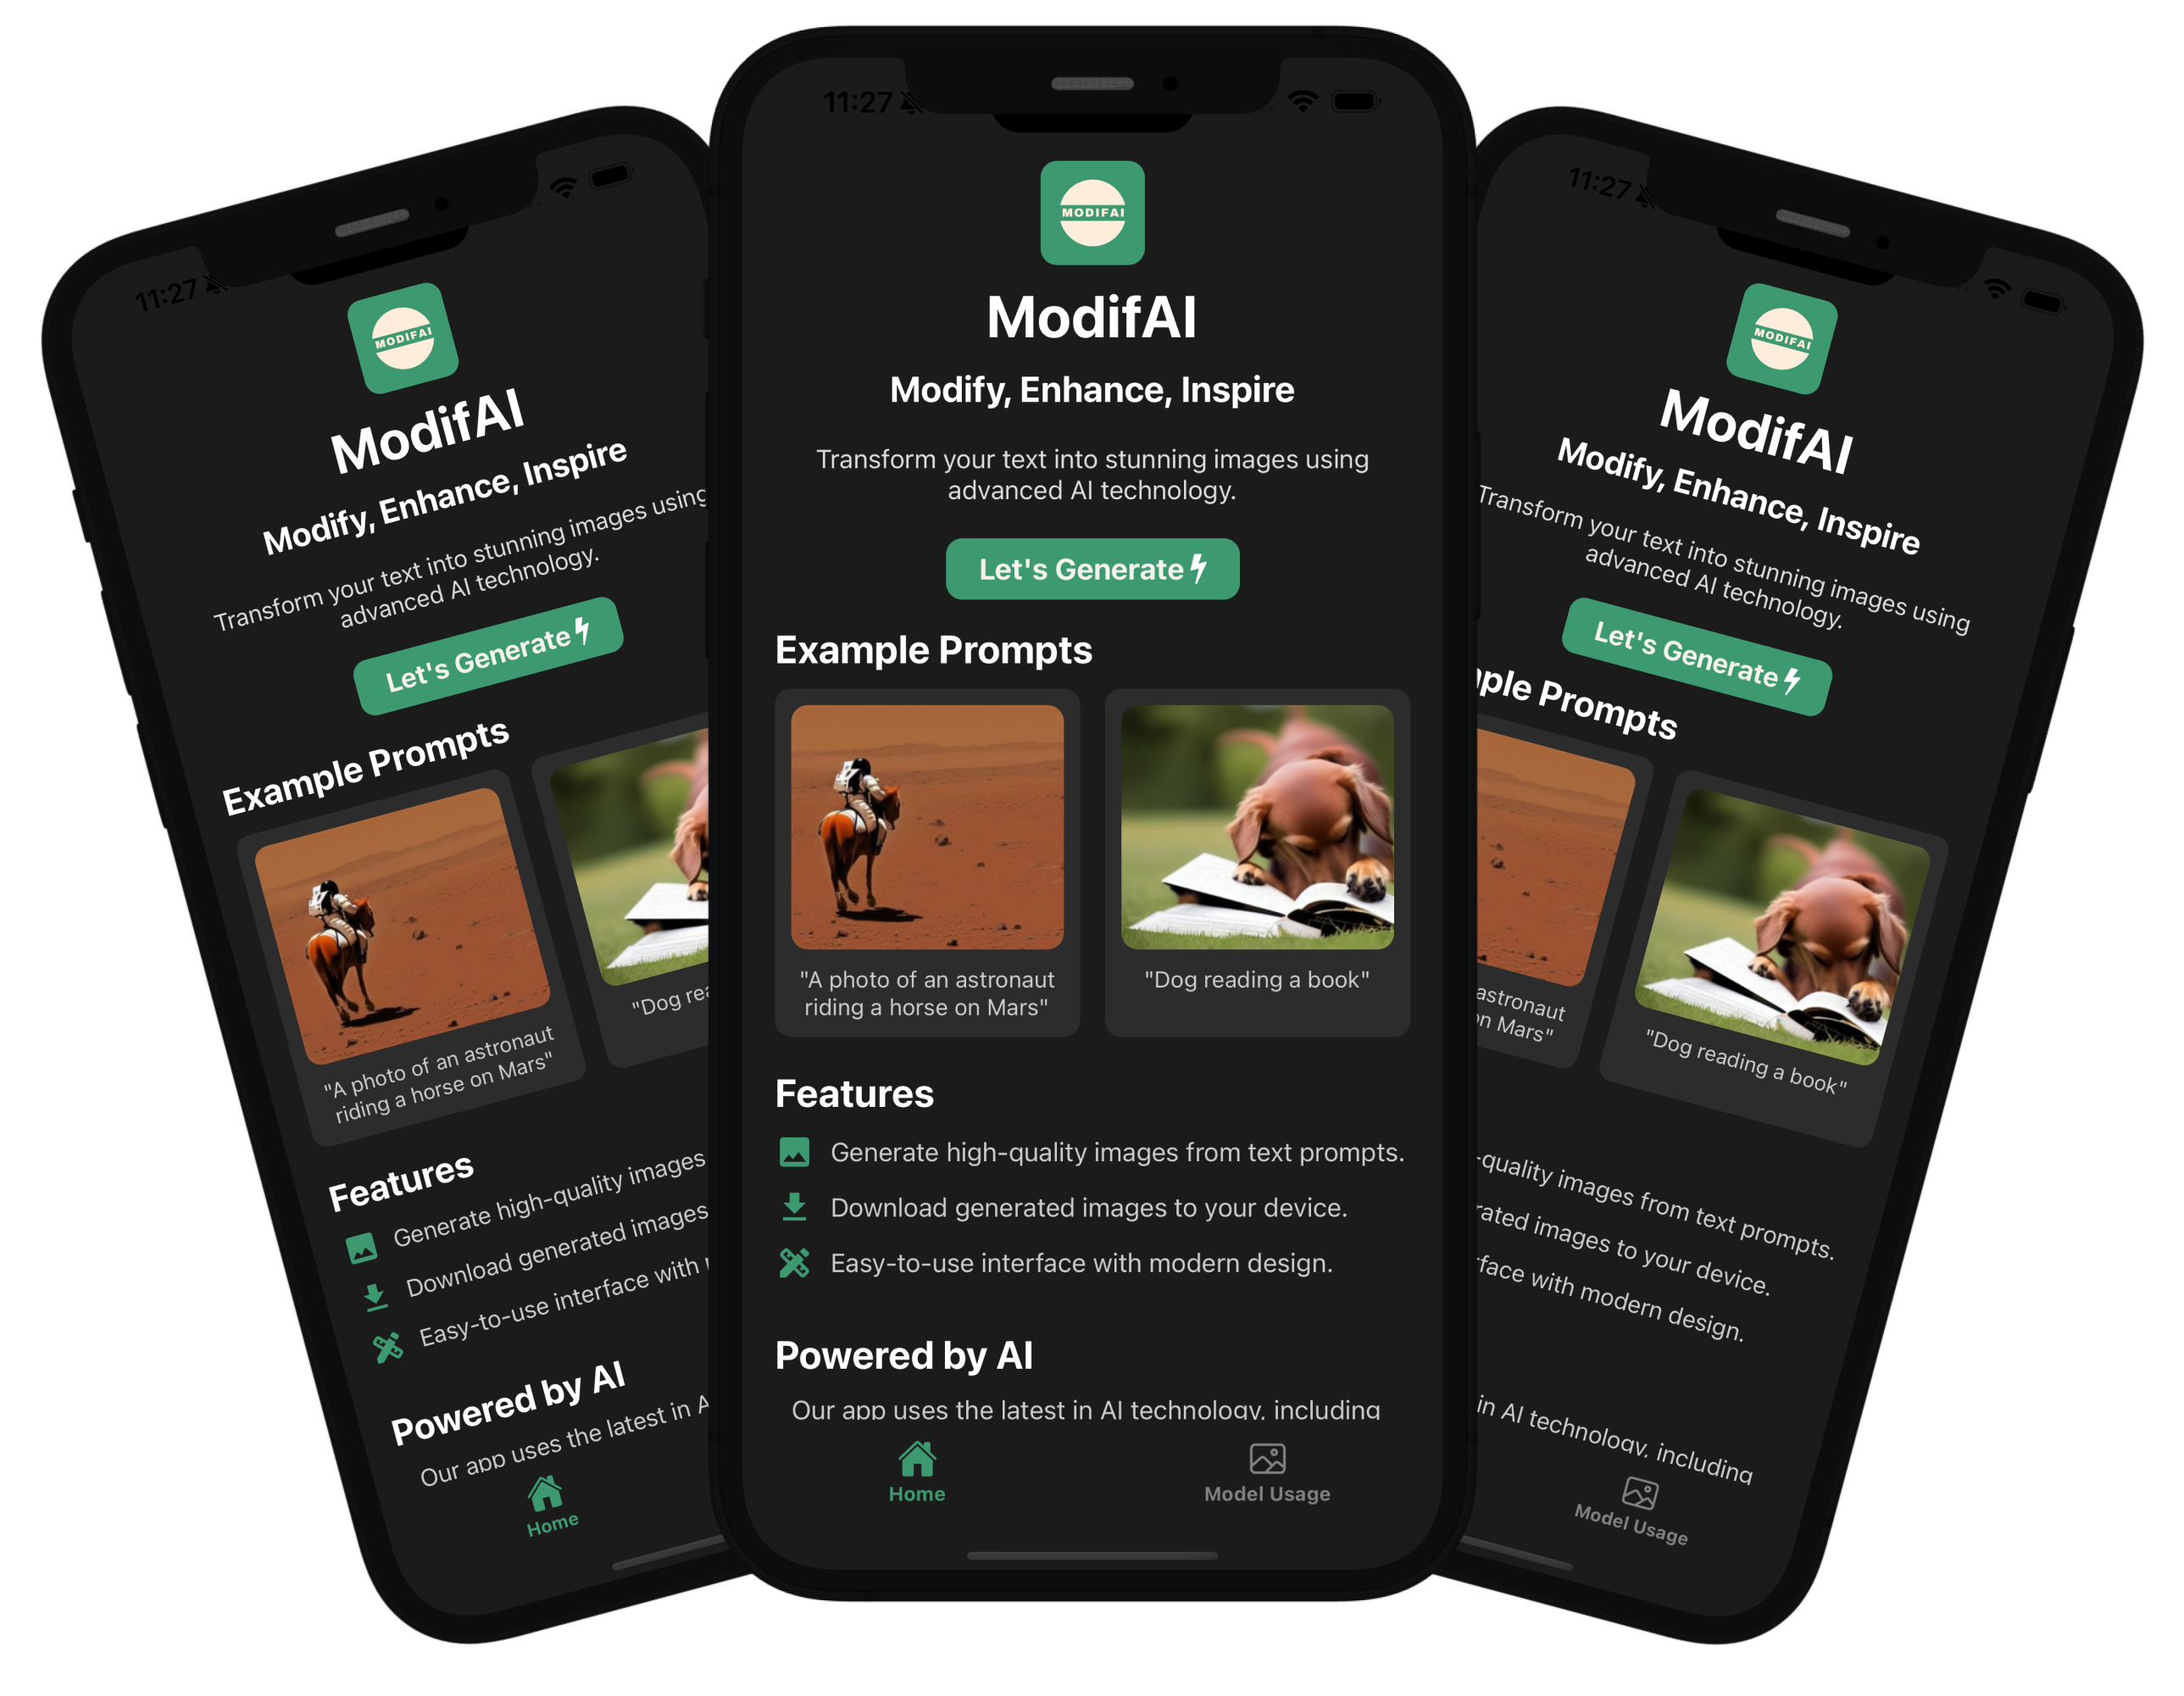 11:27
MODIFAI
ModifAI
Modify, Enhance, Inspire
Transform your text into stunning images using
advanced AI technology.
Let's Generate
Example Prompts
"A photo of an astronaut
riding a horse on Mars"
"Dog rea
Features
Generate high-quality images
Download generated images
Easy-to-use interface with
Powered by AI
Our app uses the latest in A
Home
11:27
MODIFAI
ModifAI
Modify, Enhance, Inspire
Transform your text into stunning images using
advanced AI technology.
Let's Generate
Example Prompts
"A photo of an astronaut
riding a horse on Mars"
"Dog reading a book"
Features
Generate high-quality images from text prompts.
Download generated images to your device.
Easy-to-use interface with modern design.
Powered by AI
Our app uses the latest in AI technology, including
Home
Model Usage
11:27
MODIFAI
ModifAI
Modify, Enhance, Inspire
Transform your text into stunning images using
advanced AI technology.
Let's Generate
ple Prompts
astronaut
on Mars"
"Dog reading a book"
-quality images from text prompts.
rated images to your device.
rface with modern design.
in AI technology, including
Model Usage